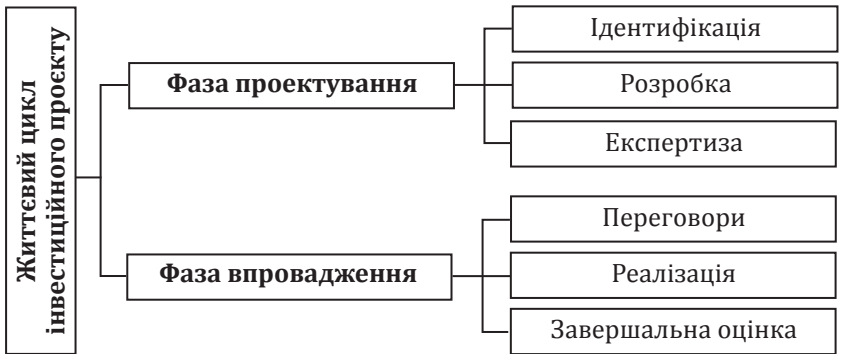 Життєвий цикл
інвестиційного проєкту
Фаза проектування
Ідентифікація
Розробка
Експертиза
Фаза впровадження
Переговори
Реалізація
Завершальна оцінка